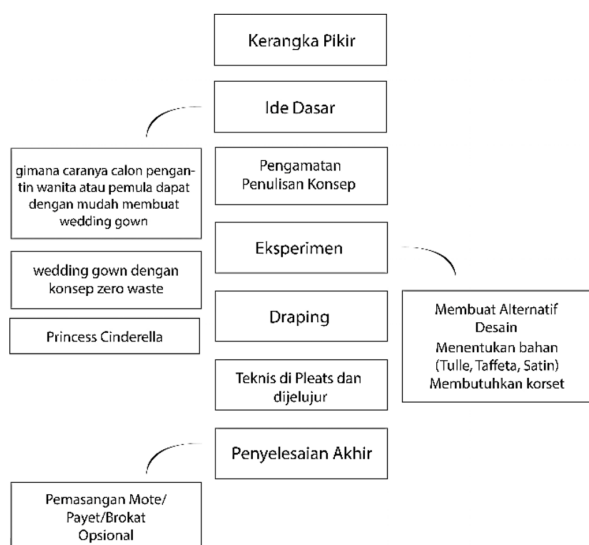 Kerangka Pikir
Ide Dasar
gimana caranya calon pengan-
tin wanita atau pemula dapat
dengan mudah membuat
wedding gown
wedding gown dengan
konsep zero waste
Princess Cinderella
Pengamatan
Penulisan Konsep
Eksperimen
Membuat Alternatif
Desain
Menentukan bahan
(Tulle, Taffeta, Satin)
Membutuhkan korset
Draping
Teknis di Pleats dan
dijelujur
Penyelesaian Akhir
Pemasangan Mote/
Payet/Brokat
Opsional